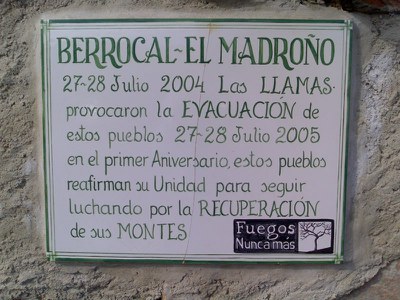 BERROCAL~EL MADROÑO
27-28 Julio 2004 Las LLAMAS.
provocaron la EVACUACIÓN de
estos pueblos 27-28 Julio 2005
en el primer Aniversario, estos pueblos
reafirman su Unidad para seguir
luchando por la RECUPERACIÓN
de sus MONTES
Fuegos
Nunca más